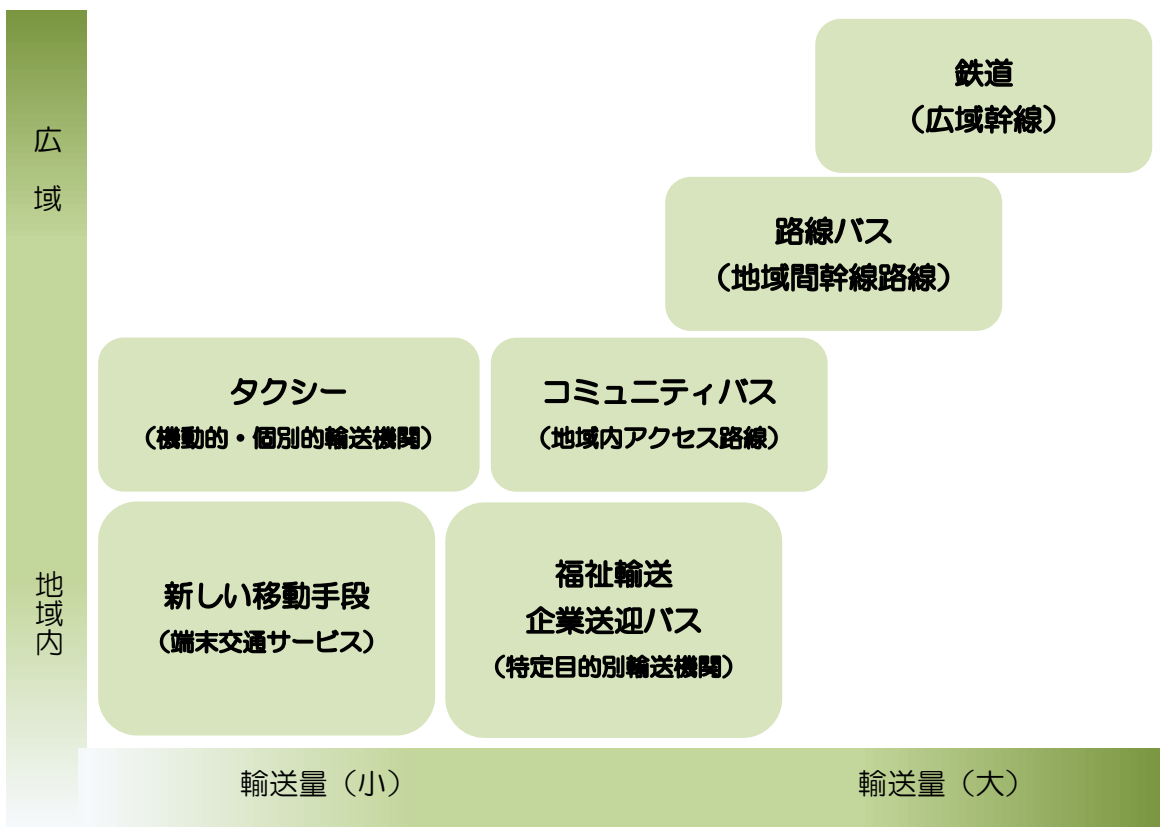 広
域
鉄道
（広域幹線）
路線バス
（地域間幹線路線）
タクシー
（機動的・個別的輸送機関）
コミュニティバス
（地域内アクセス路線）
地域内
新しい移動手段
（端末交通サービス）
福祉輸送
企業送迎バス
（特定目的別輸送機関）
輸送量（小）
輸送量（大）